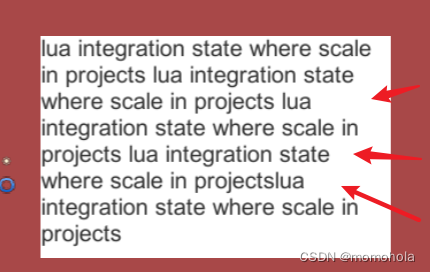 lua integration state where scale
in projects lua integration state
where scale in projects lua
integration state where scale in
projects lua integration state
where scale in projectslua
integration state where scale in
projects
CSDN @momohola